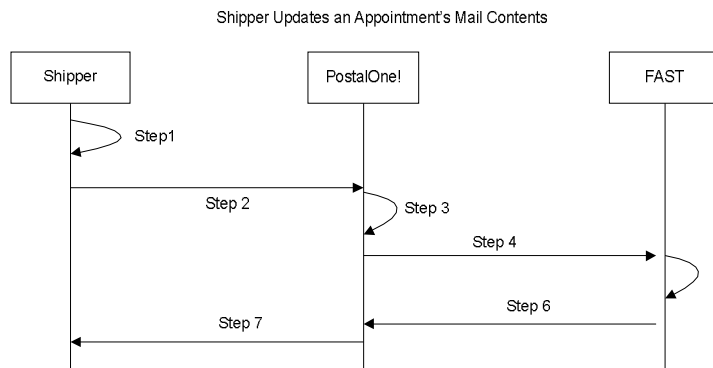 Shipper Updates an Appointment's Mail Contents
Shipper
PostalOne!
FAST
Step1
Step 2
Step 3
Step 4
Step 6
Step 7